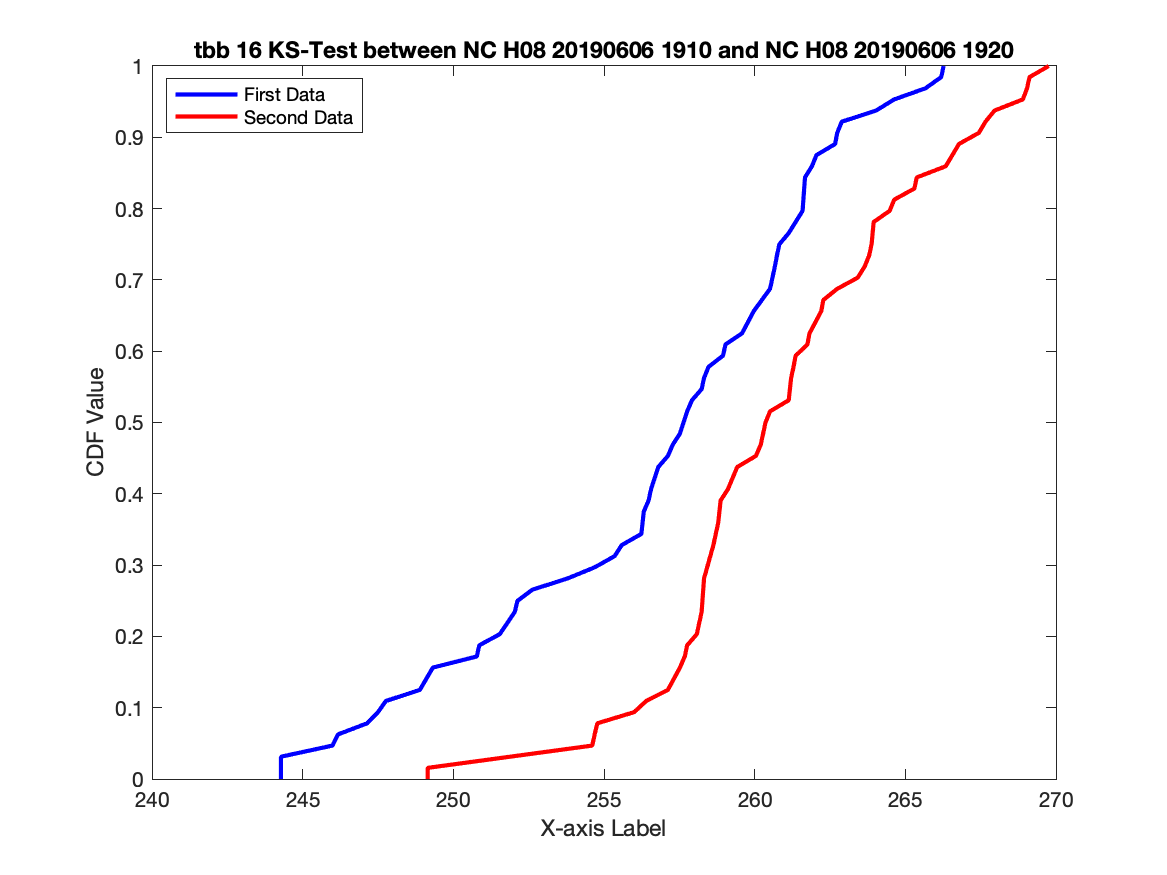 tbb 16 KS-Test between NC H08 20190606 1910 and NC H08 20190606 1920
First Data
Second Data
1
0.9
0.8
0.7
0.6
0.5
0.4
0.3
0.2
0.1
0
CDF Value
240 245 250 255 260 265 270
X-axis Label